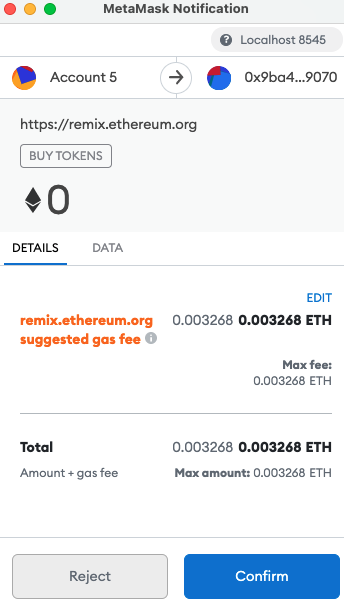 MetaMask Notification
? Localhost 8545
Account 5
0x9ba4...9070
https://remix.ethereum.org
BUY TOKENS
0
DETAILS
DATA
EDIT
remix.ethereum.org 0.003268 0.003268 ETH
suggested gas fee i
Max fee:
0.003268 ETH
Total 0.003268 0.003268 ETH
Amount + gas fee Max amount: 0.003268 ETH
Reject
Confirm